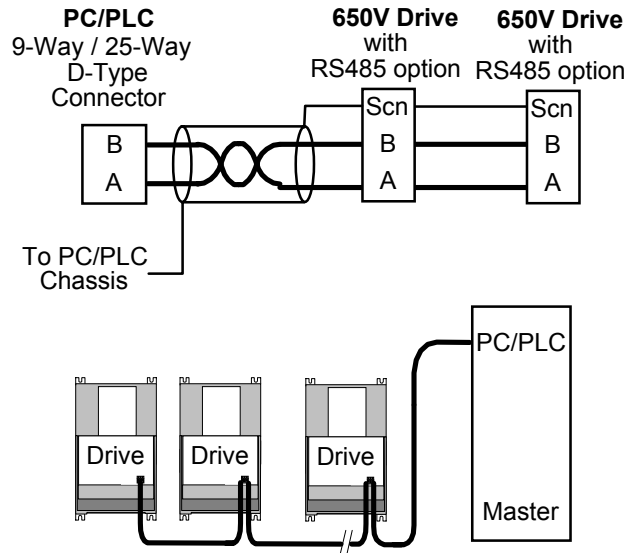 PC/PLC
9-Way / 25-Way
D-Type
Connector
650V Drive
with
RS485 option
650V Drive
with
RS485 option
B
A
Scn
B
A
Scn
B
A
To PC/PLC
Chassis
Drive
Drive
Drive
PC/PLC
Master